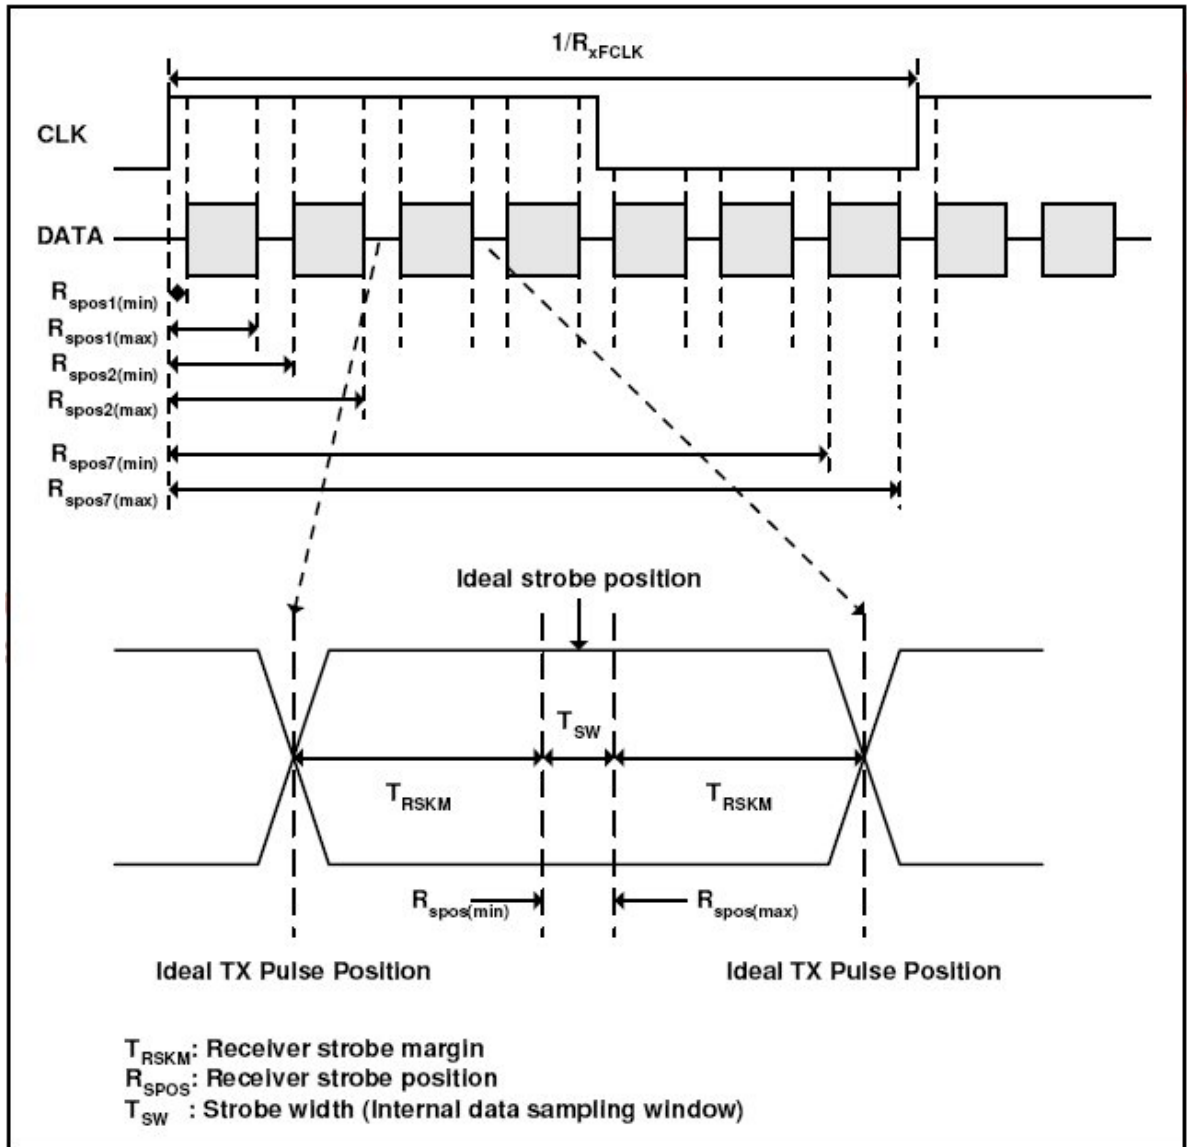 1/RxFCLK
CLK
DATA
Rspos1(min)
Rspos1(max)
Rspos2(min)
Rspos2(max)
Rspos7(min)
Rspos7(max)
Ideal strobe position
TSW
TRSKM
TRSKM
Rspos(min)
Rspos(max)
Ideal TX Pulse Position
Ideal TX Pulse Position
TRSKM: Receiver strobe margin
RSPOS: Receiver strobe position
TSW : Strobe width (Internal data sampling window)